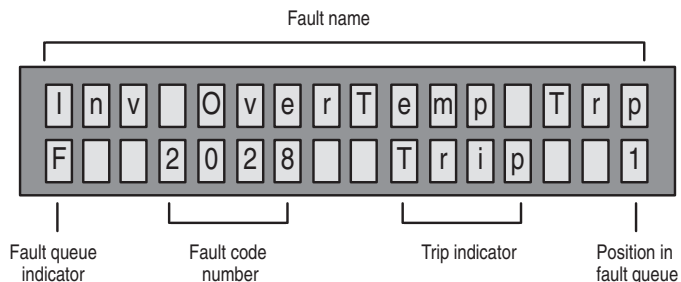 Fault name
Inv OverTemp Trp
F 2028 Trip 1
Fault queue indicator
Fault code number
Trip indicator
Position in fault queue